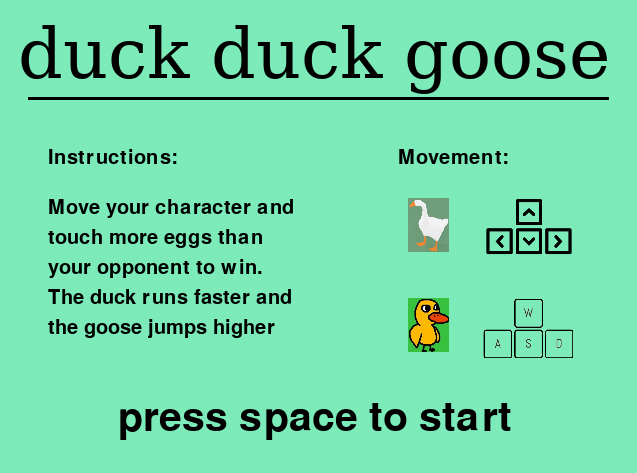 duck duck goose
Instructions:
Movement:
Move your character and
touch more eggs than
your opponent to win.
The duck runs faster and
the goose jumps higher
W
A S D
press space to start